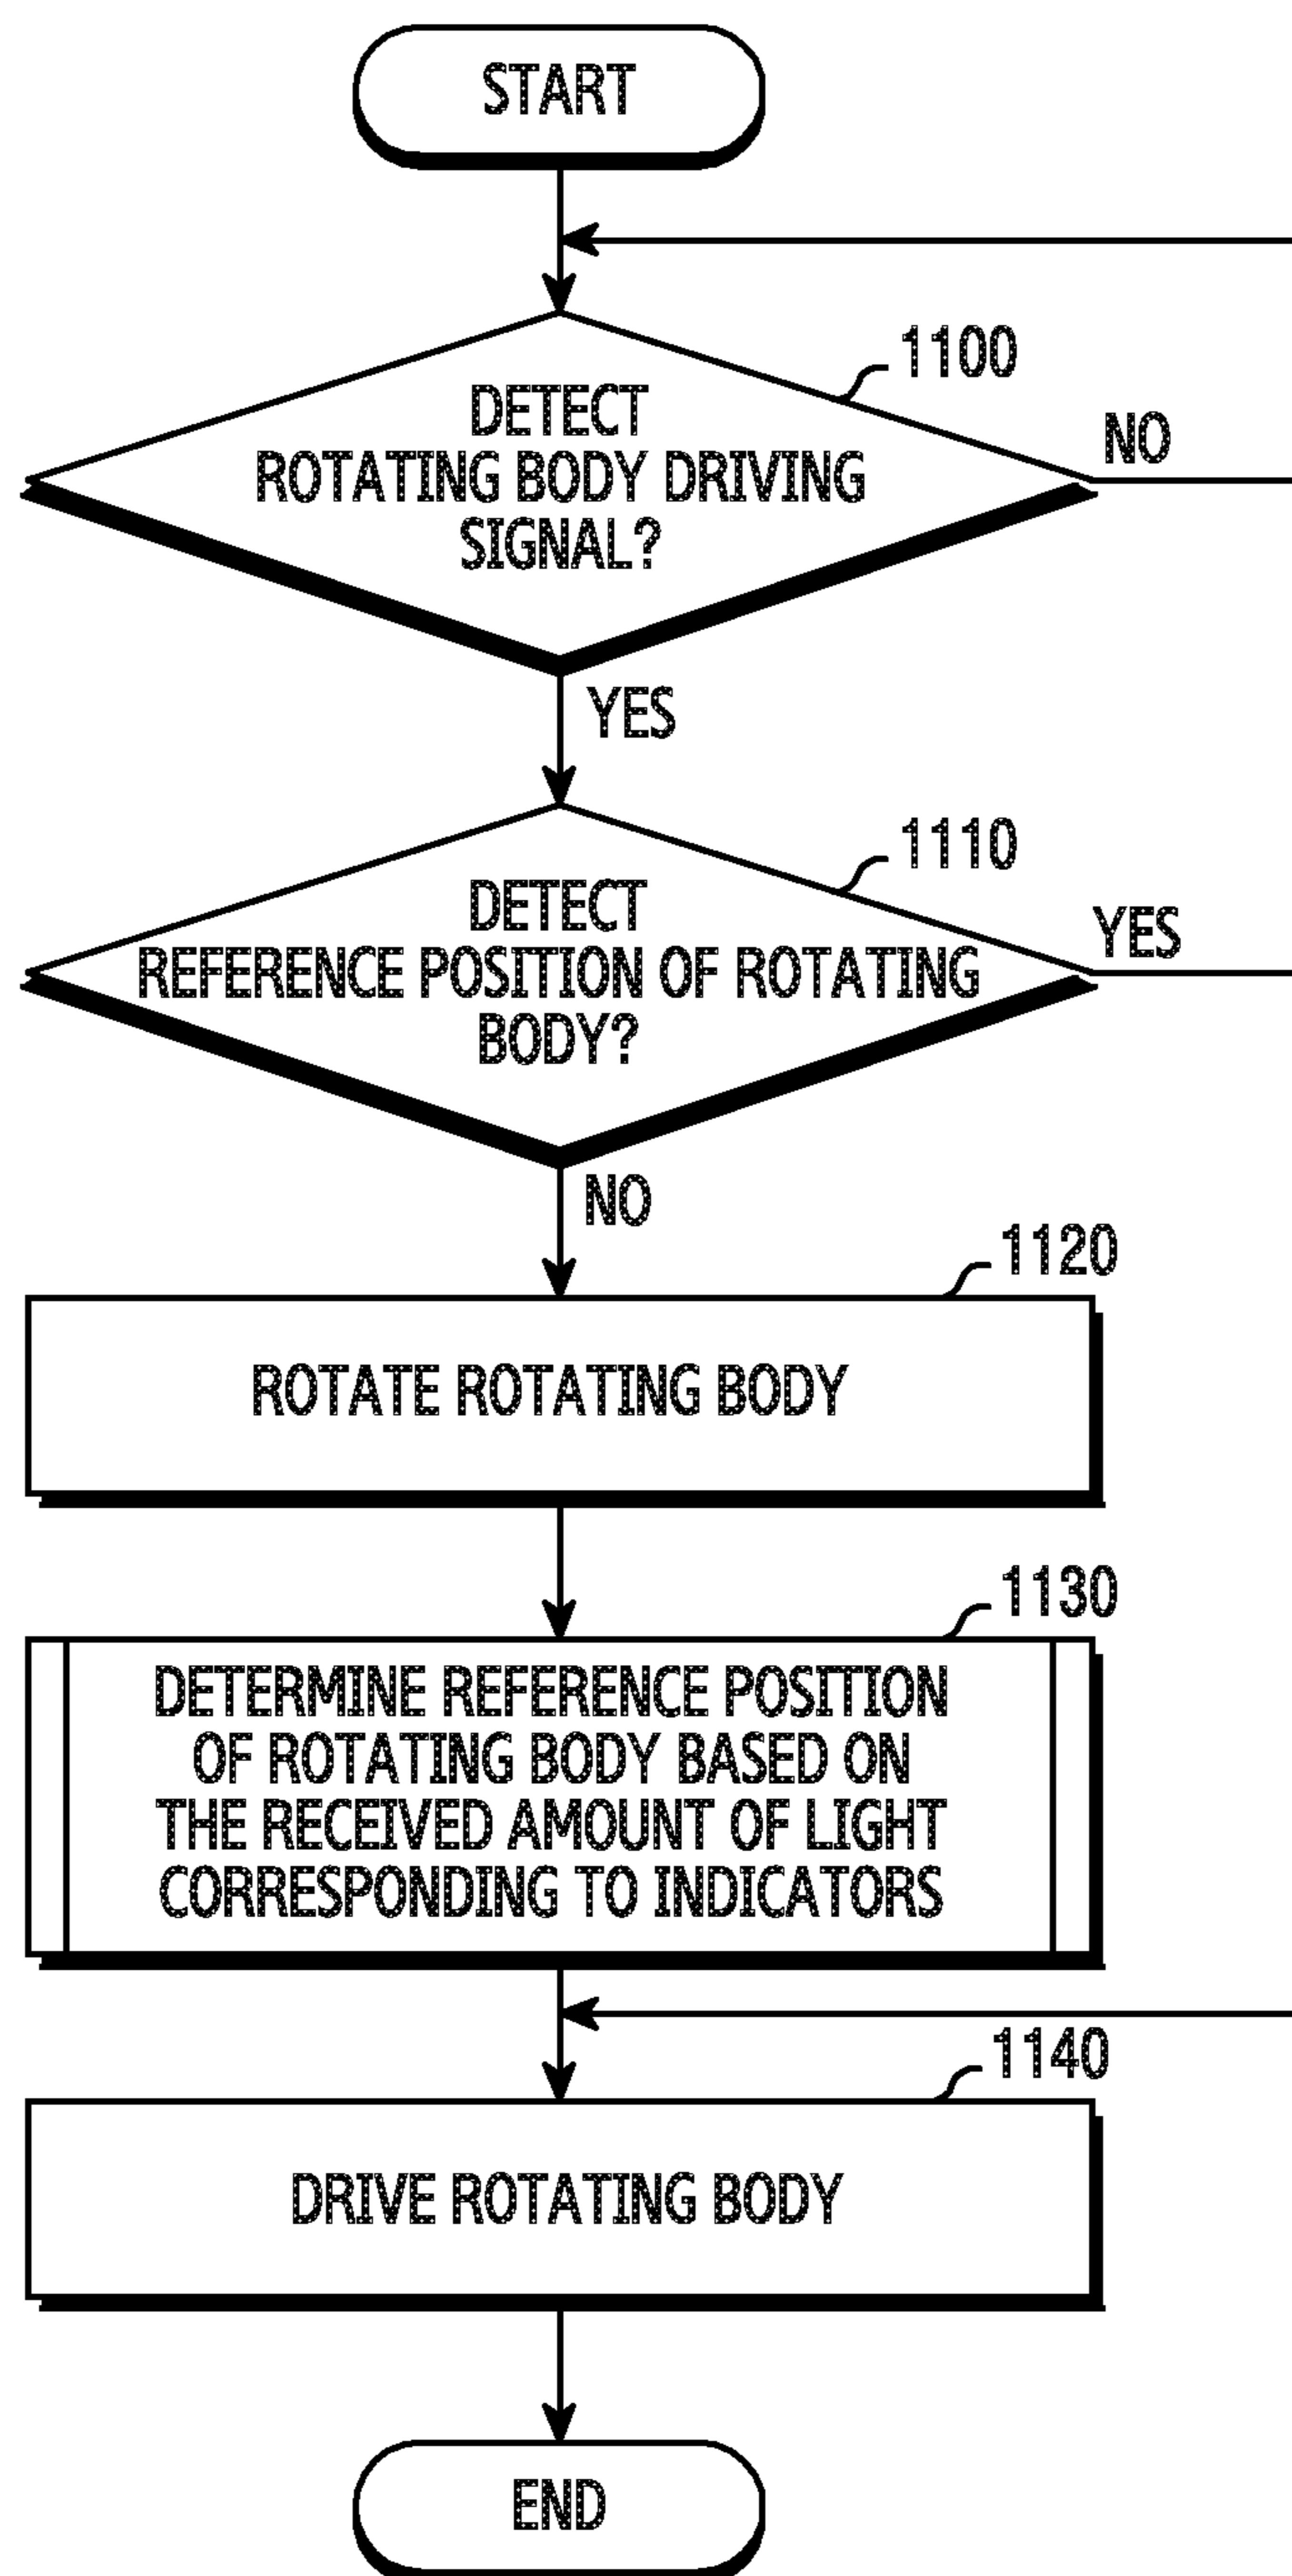 START
1100
DETECT
ROTATING BODY DRIVING
SIGNAL?
NO
YES
1110
DETECT
REFERENCE POSITION OF ROTATING
BODY?
YES
NO
1120
ROTATE ROTATING BODY
1130
DETERMINE REFERENCE POSITION
OF ROTATING BODY BASED ON
THE RECEIVED AMOUNT OF LIGHT
CORRESPONDING TO INDICATORS
1140
DRIVE ROTATING BODY
END